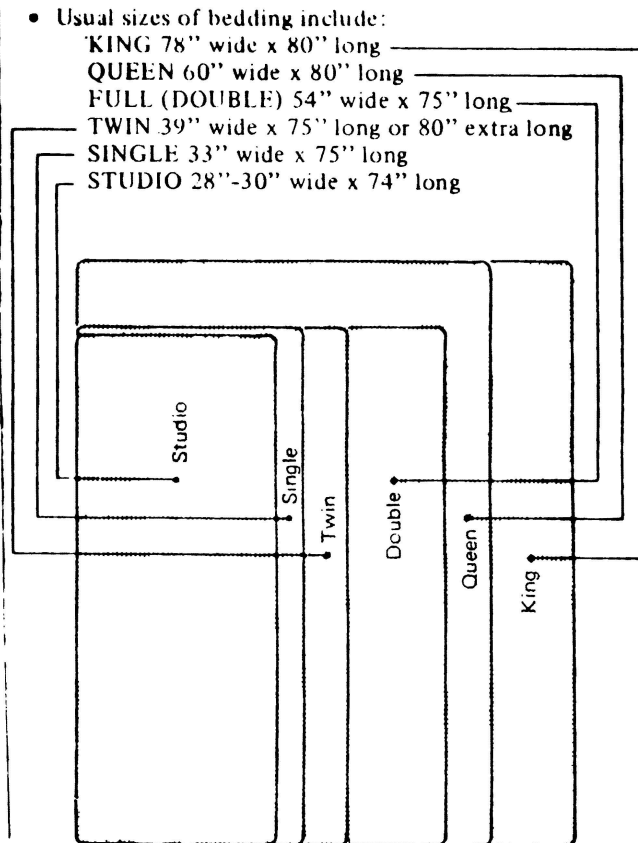 • Usual sizes of bedding include:
KING 78" wide x 80" long
QUEEN 60" wide x 80" long
FULL (DOUBLE) 54" wide x 75" long
TWIN 39" wide x 75" long or 80" extra long
SINGLE 33" wide x 75" long
STUDIO 28"-30" wide x 74" long
Studio
Single
Twin
Double
Queen
King